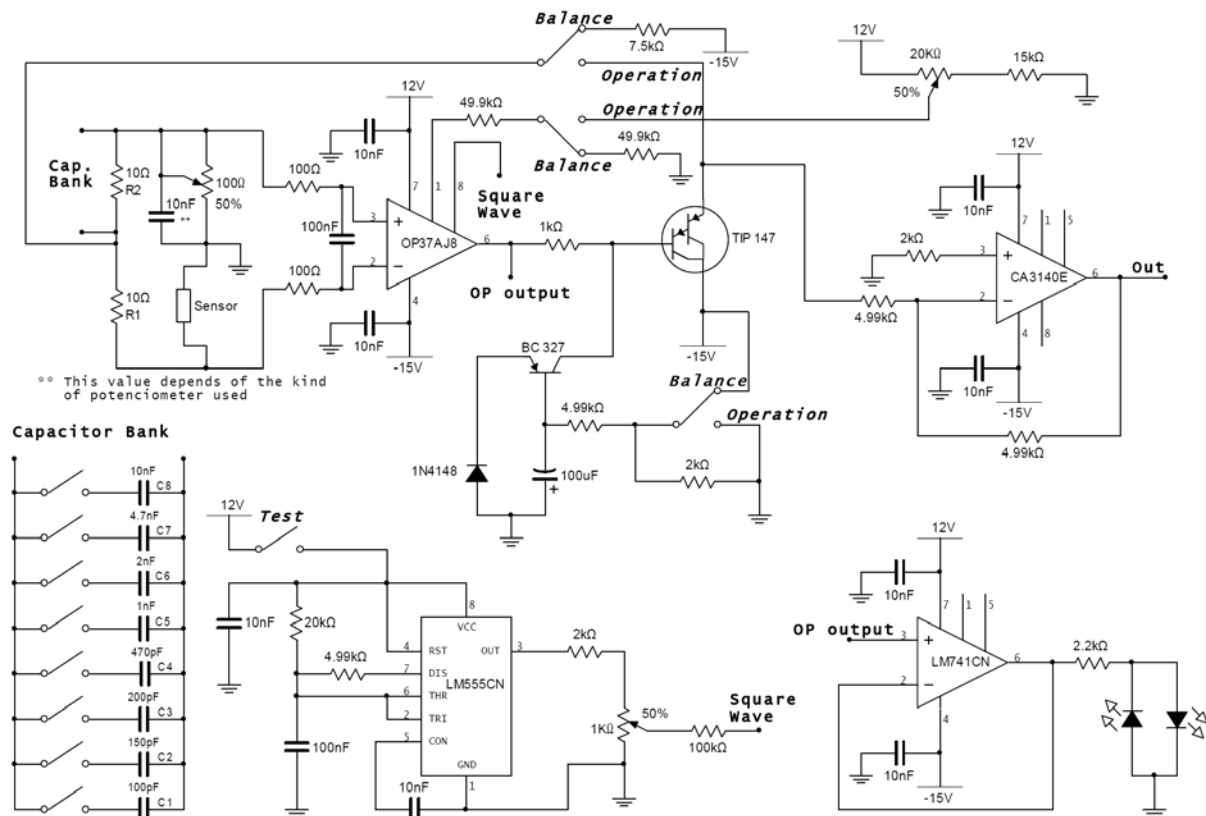 Balance
7.5kΩ
-15V
Operation
12V
20KΩ
50%
15kΩ
12V
10nF
49.9kΩ
Operation
49.9kΩ
Balance
7
1
8
Square
Wave
Cap.
Bank
10Ω
R2
10nF
**
100Ω
50%
100Ω
100nF
3
OP37AJ8
6
2
4
100Ω
1kΩ
OP output
TIP 147
10Ω
R1
Sensor
10nF
-15V
** This value depends of the kind
of potenciometer used
12V
10nF
7
1
5
2kΩ
3
CA3140E
6
Out
4.99kΩ
2
4
8
10nF
-15V
4.99kΩ
BC 327
-15V
Balance
Operation
4.99kΩ
2kΩ
1N4148
100uF
+
Capacitor Bank
10nF
C8
4.7nF
C7
2nF
C6
1nF
C5
470pF
C4
200pF
C3
150pF
C2
100pF
C1
12V
Test
10nF
20kΩ
4.99kΩ
100nF
8
VCC
4
RST
OUT
3
7
DIS
LM555CN
6
THR
2
TRI
5
CON
GND
1
10nF
2kΩ
1KΩ
50%
100kΩ
Square
Wave
12V
10nF
7
1
5
OP output
3
LM741CN
6
2
4
2.2kΩ
10nF
-15V